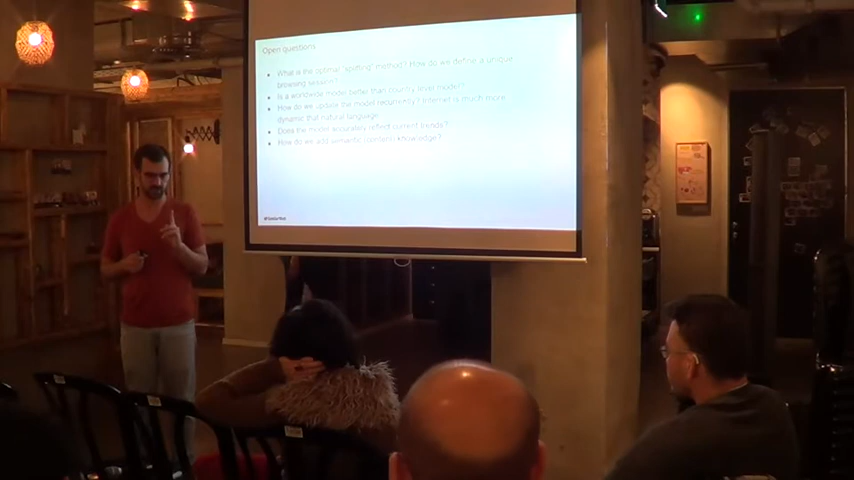 Open questions
What is the optimal "splitting" method? How do we define a unique
browsing session?
Is a worldwide model better than country level model?
How do we update the model recurrently? Internet is much more
dynamic that natural language.
Does the model accurately reflect current trends?
How do we add semantic (content) knowledge?